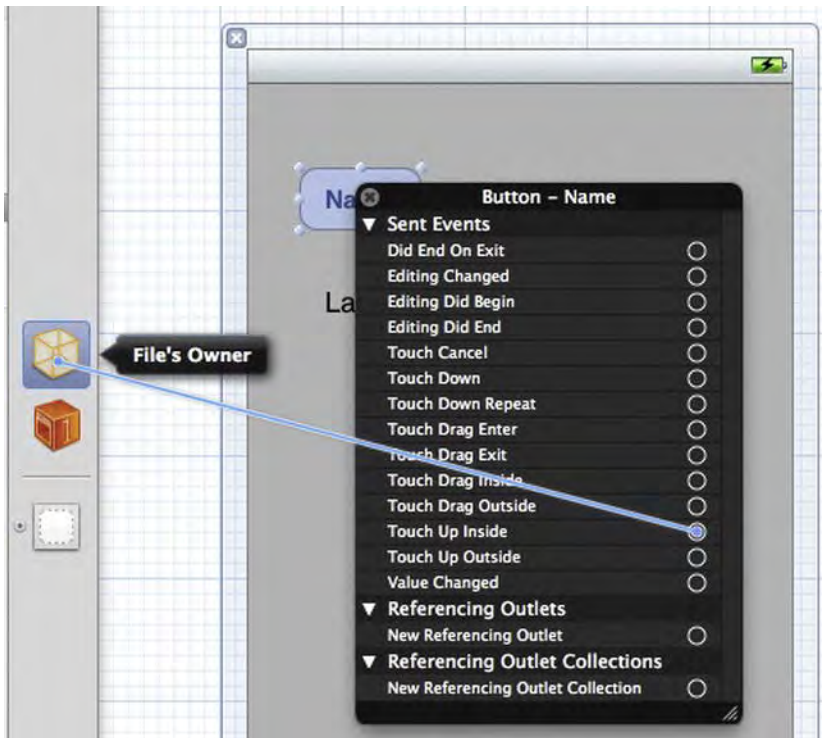 Na
Button – Name
Sent Events
Did End On Exit
Editing Changed
La
Editing Did Begin
Editing Did End
File's Owner
Touch Cancel
Touch Down
Touch Down Repeat
Touch Drag Enter
Touch Drag Exit
Touch Drag Inside
Touch Drag Outside
Touch Up Inside
Touch Up Outside
Value Changed
Referencing Outlets
New Referencing Outlet
Referencing Outlet Collections
New Referencing Outlet Collection